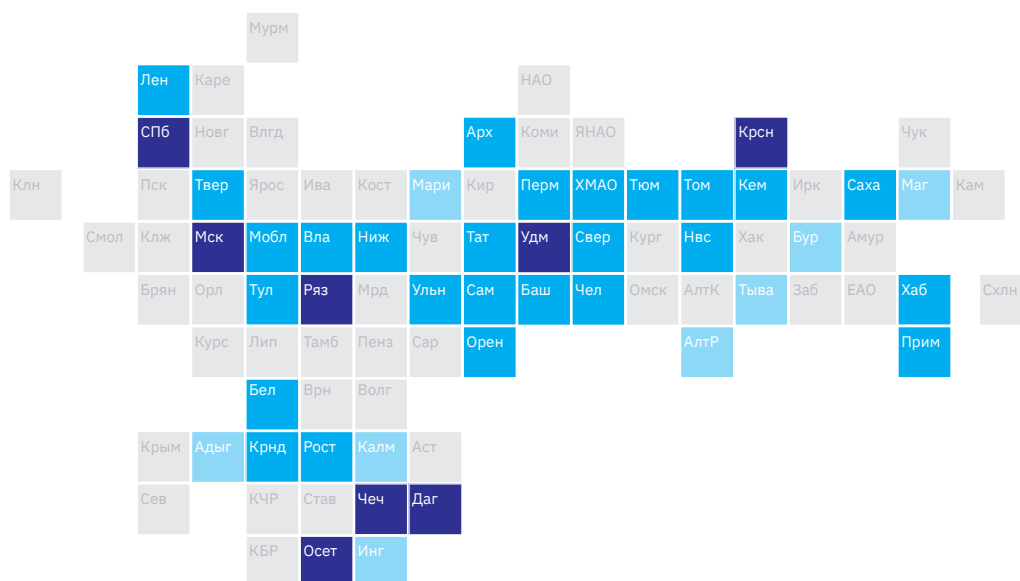 Мурм
Лен Каре НАО
СПб Новг Влгд Арх Коми ЯНАО Крсн Чук
Клн Пск Твер Ярос Ива Кост Мари Кир Перм ХМАО Тюм Том Кем Ирк Саха Маг Кам
Смол Клж Мск Мобл Вла Ниж Чув Тат Удм Свер Кург Нвс Хак Бур Амур
Брян Орл Тул Ряз Мрд Ульн Сам Баш Чел Омск АлтК Тыва Заб ЕАО Хаб Схлн
Курс Лип Тамб Пенз Сар Орен АлтР Прим
Бел Врн Волг
Крым Адыг Крнд Рост Калм Аст
Сев КЧР Став Чеч Даг
КБР Осет Инг